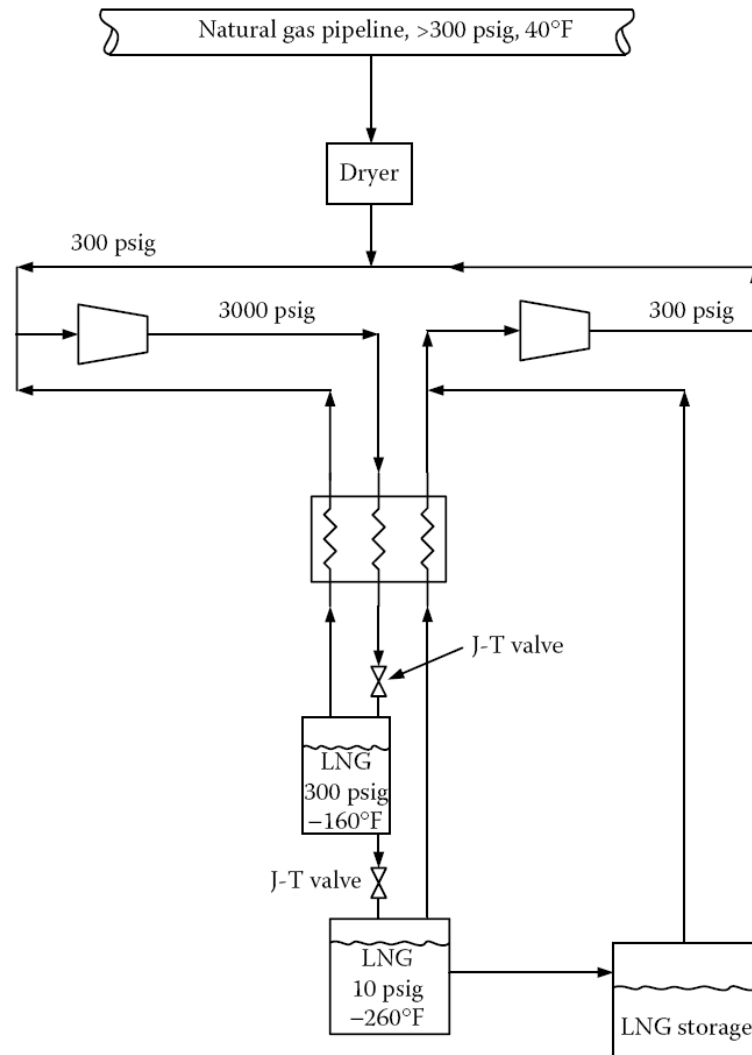 Natural gas pipeline, >300 psig, 40°F
Dryer
300 psig
3000 psig
300 psig
J-T valve
LNG
300 psig
−160°F
J-T valve
LNG
10 psig
−260°F
LNG storage